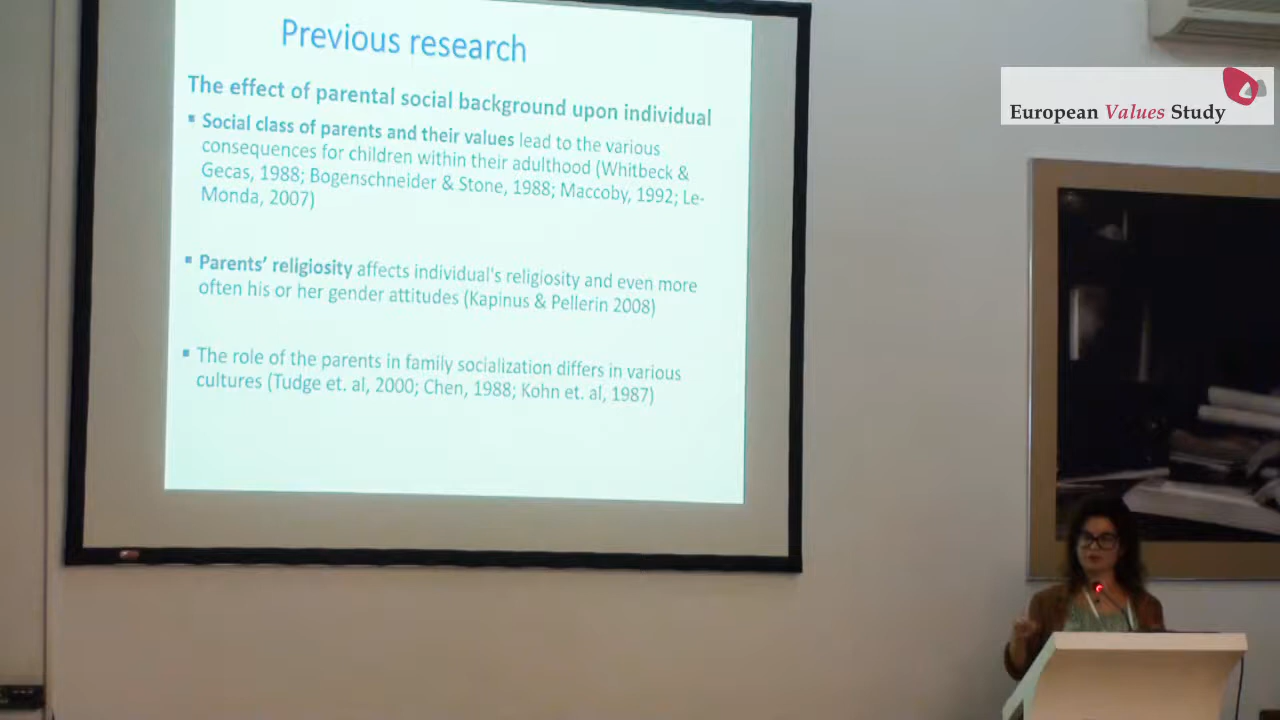 Previous research
The effect of parental social background upon individual
▪ Social class of parents and their values lead to the various
consequences for children within their adulthood (Whitbeck &
Gecas, 1988; Bogenschneider & Stone, 1988; Maccoby, 1992; Le-
Monda, 2007)
▪ Parents' religiosity affects individual's religiosity and even more
often his or her gender attitudes (Kapinus & Pellerin 2008)
▪ The role of the parents in family socialization differs in various
cultures (Tudge et. al, 2000; Chen, 1988; Kohn et. al, 1987)
European Values Study